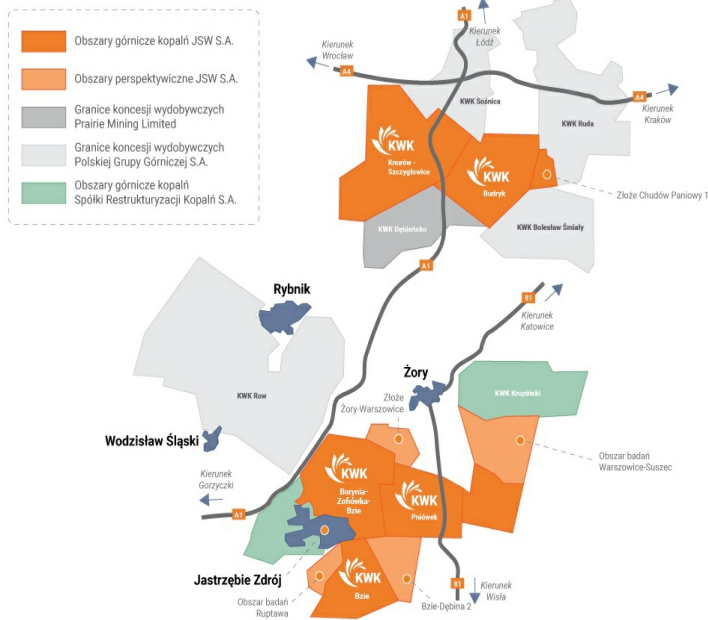 Obszary górnicze kopalń JSW S.A.
Obszary perspektywiczne JSW S.A.
Granice koncesji wydobywczych
Prairie Mining Limited
Granice koncesji wydobywczych
Polskiej Grupy Górniczej S.A.
Obszary górnicze kopalń
Spółki Restrukturyzacji Kopalń S.A.
A1
Kierunek
Łódź
Kierunek
Wrocław
A4
A4
Kierunek
Kraków
KWK Sośnica
KWK Ruda
KWK
Knurów -
Szczygłowice
KWK
Budryk
Złoże Chudów Paniowy 1
KWK Dębieńsko
KWK Bolesław Śmiały
A1
Rybnik
81
Kierunek
Katowice
Żory
KWK Row
KWK Krupiński
Złoże
Żory-Warszowice
Wodzisław Śląski
Obszar badań
Warszowice-Suszec
Kierunek
Gorzyczki
A1
KWK
Borynia-
Zofiówka-
Bzie
KWK
Pniówek
Jastrzębie Zdrój
KWK
Bzie
Obszar badań
Ruptawa
Bzie-Dębina 2
81
Kierunek
Wisła